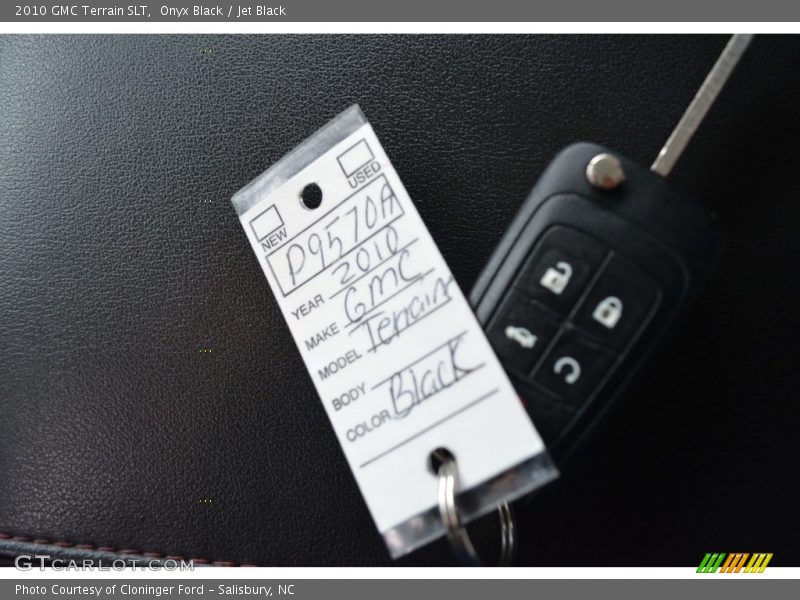 2010 GMC Terrain SLT,  Onyx Black / Jet Black
USED
NEW
P9570A
YEAR 2010
MAKE GMC
MODEL Terrain
BODY
COLOR Black
GTCARLOT.COM
Photo Courtesy of Cloninger Ford – Salisbury, NC